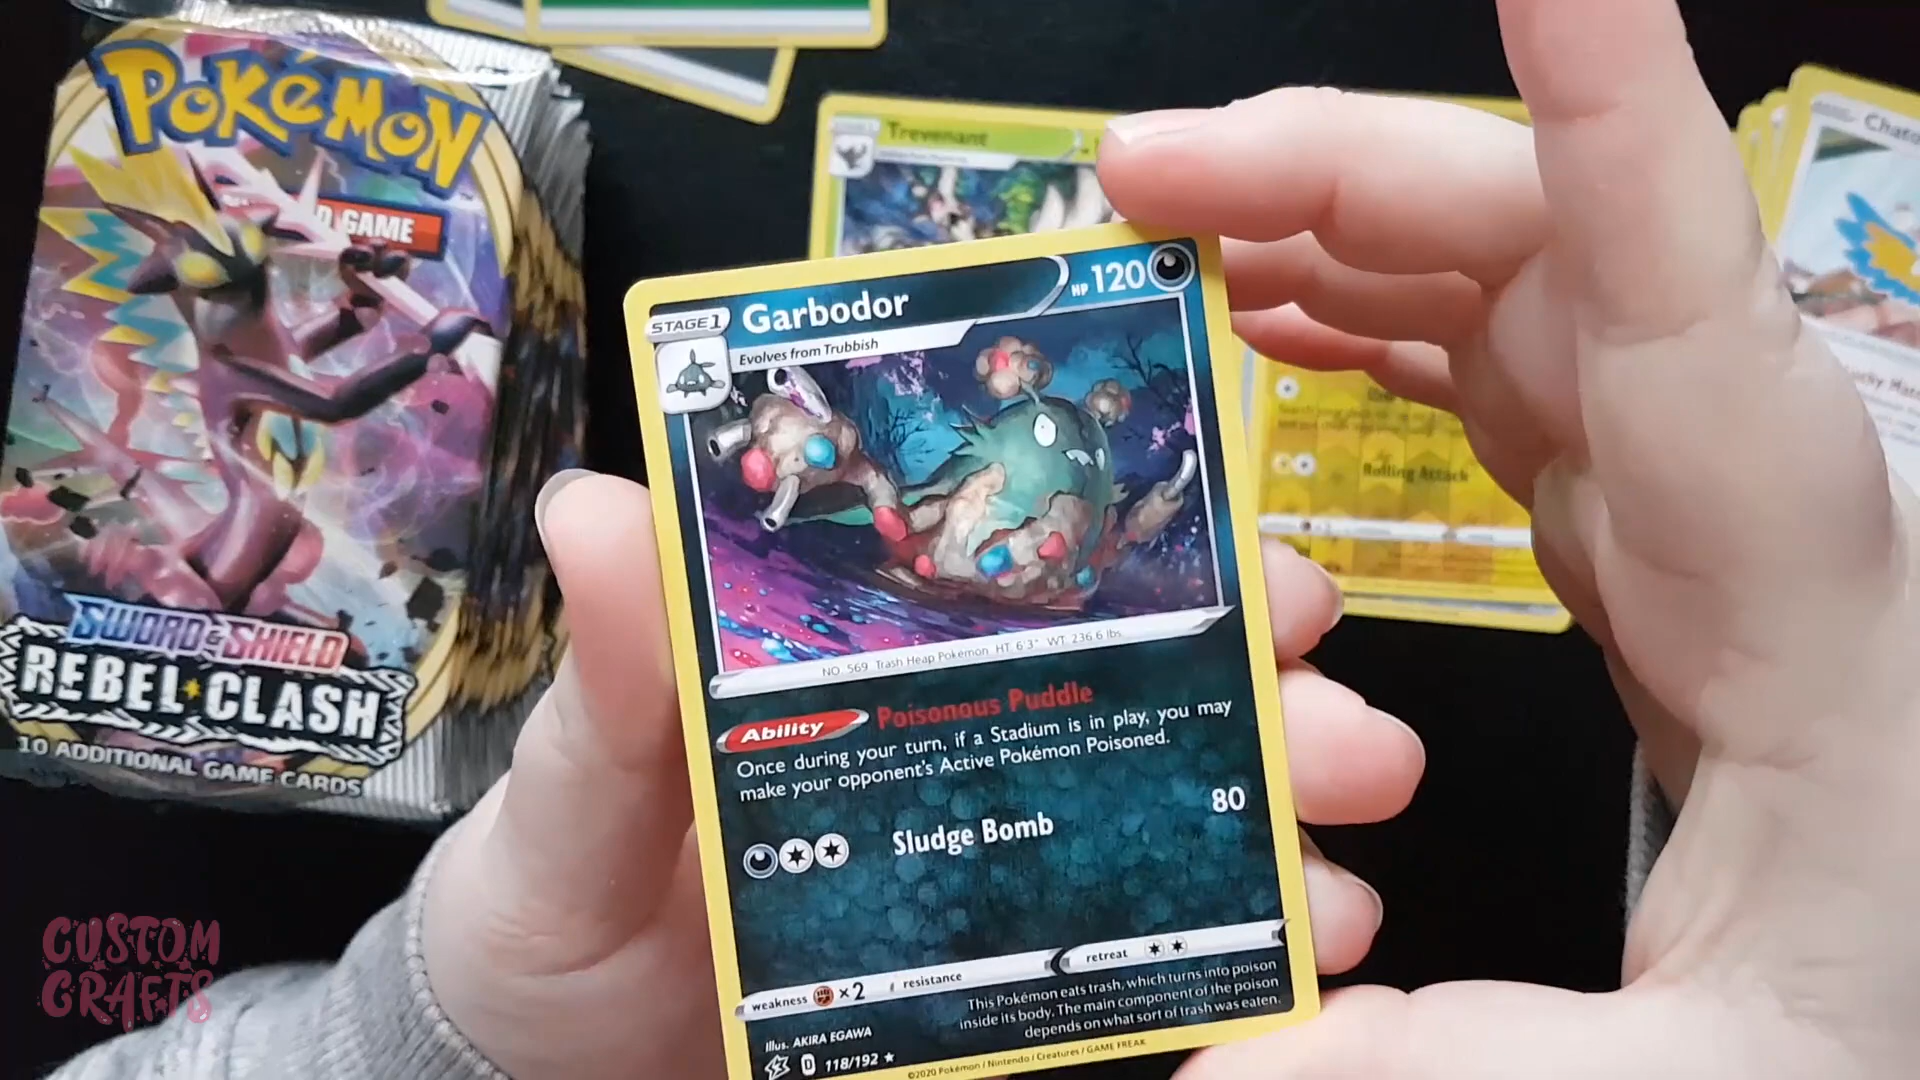 POKéMON
D GAME
SWORD & SHIELD
REBEL CLASH
10 ADDITIONAL GAME CARDS
Trevenant
Chato
STAGE 1
Garbodor
HP 120
Evolves from Trubbish
NO. 569 Trash Heap Pokémon HT: 6'3" WT: 236.6 lbs.
Ability Poisonous Puddle
Once during your turn, if a Stadium is in play, you may
make your opponent's Active Pokémon Poisoned.
Sludge Bomb 80
weakness ×2 resistance retreat
This Pokémon eats trash, which turns into poison
inside its body. The main component of the poison
depends on what sort of trash was eaten.
Illus. AKIRA EGAWA
D 118/192 ★
©2020 Pokémon / Nintendo / Creatures / GAME FREAK
Rolling Attack
CUSTOM
CRAFTS